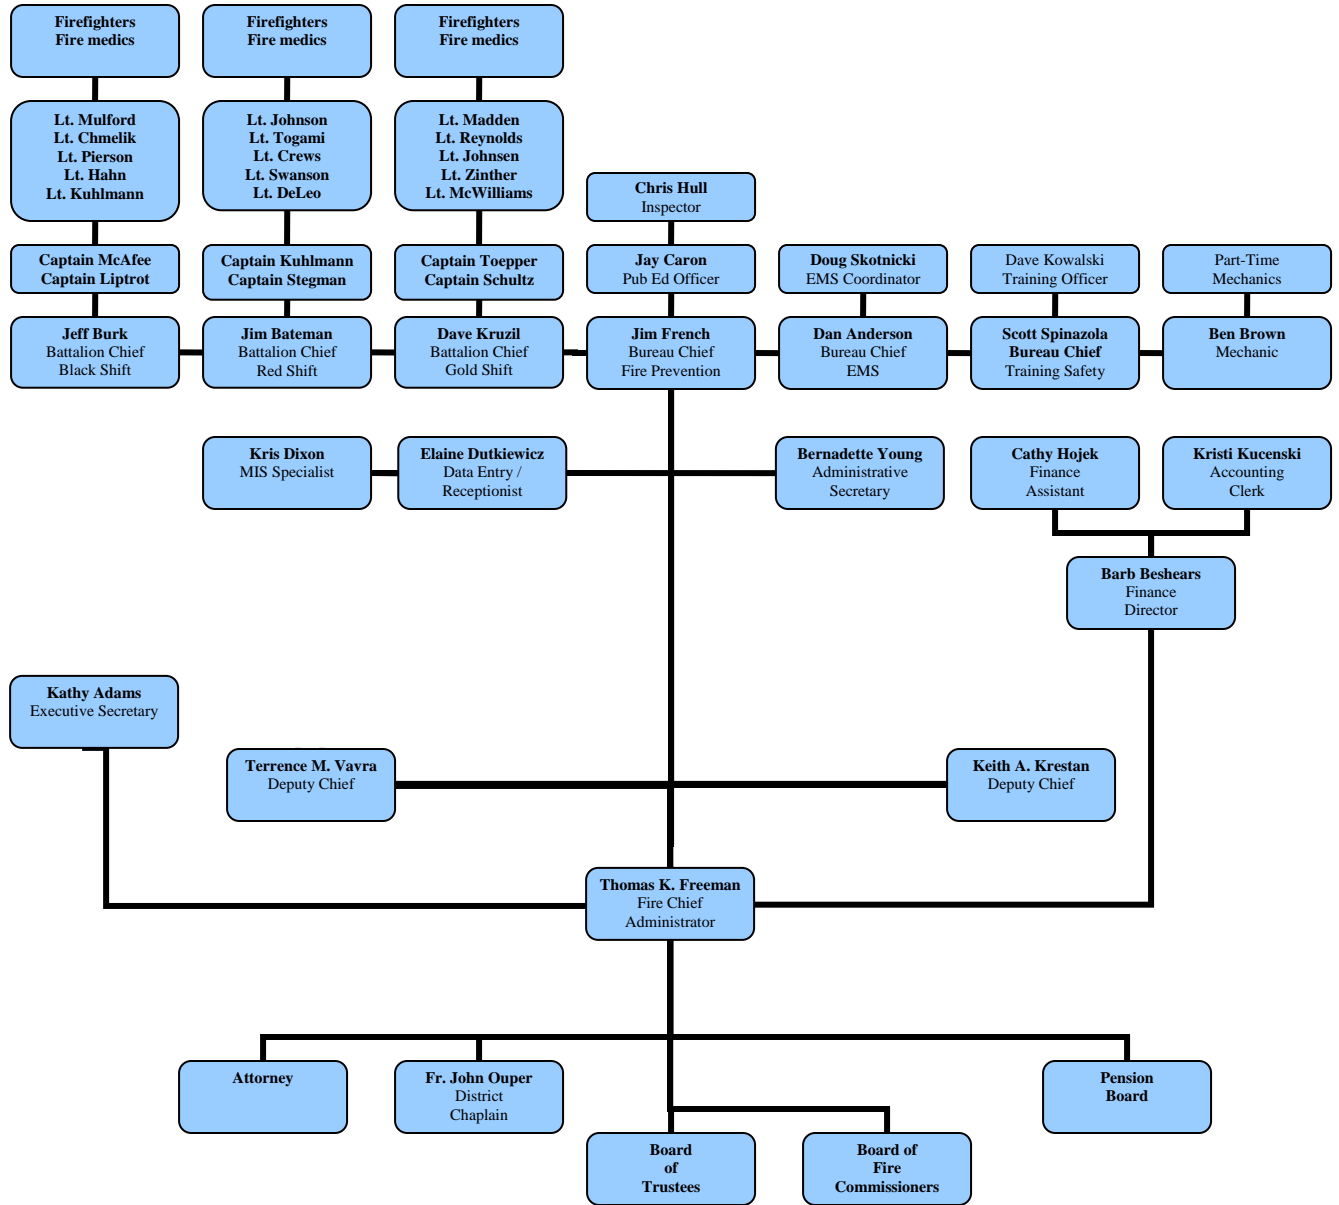 Firefighters
Fire medics
Firefighters
Fire medics
Firefighters
Fire medics
Lt. Mulford
Lt. Chmelik
Lt. Pierson
Lt. Hahn
Lt. Kuhlmann
Lt. Johnson
Lt. Togami
Lt. Crews
Lt. Swanson
Lt. DeLeo
Lt. Madden
Lt. Reynolds
Lt. Johnsen
Lt. Zinther
Lt. McWilliams
Chris Hull
Inspector
Captain McAfee
Captain Liptrot
Captain Kuhlmann
Captain Stegman
Captain Toepper
Captain Schultz
Jay Caron
Pub Ed Officer
Doug Skotnicki
EMS Coordinator
Dave Kowalski
Training Officer
Part-Time
Mechanics
Jeff Burk
Battalion Chief
Black Shift
Jim Bateman
Battalion Chief
Red Shift
Dave Kruzil
Battalion Chief
Gold Shift
Jim French
Bureau Chief
Fire Prevention
Dan Anderson
Bureau Chief
EMS
Scott Spinazola
Bureau Chief
Training Safety
Ben Brown
Mechanic
Kris Dixon
MIS Specialist
Elaine Dutkiewicz
Data Entry /
Receptionist
Bernadette Young
Administrative
Secretary
Cathy Hojek
Finance
Assistant
Kristi Kucenski
Accounting
Clerk
Barb Beshears
Finance
Director
Kathy Adams
Executive Secretary
Terrence M. Vavra
Deputy Chief
Keith A. Krestan
Deputy Chief
Thomas K. Freeman
Fire Chief
Administrator
Attorney
Fr. John Ouper
District
Chaplain
Pension
Board
Board
of
Trustees
Board of
Fire
Commissioners